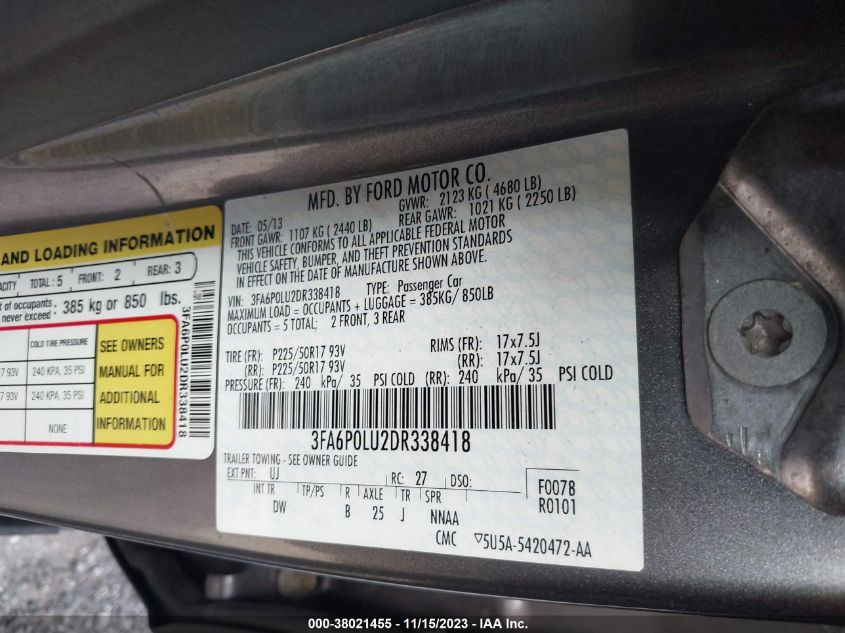 AND LOADING INFORMATION
TOTAL: 5 FRONT: 2 REAR: 3
of occupants.
never exceed. 385 kg or 850 lbs.
COLD TIRE PRESSURE
17 93V 240 KPA, 35 PSI
93V 240 KPA, 35 PSI
NONE
SEE OWNERS
MANUAL FOR
ADDITIONAL
INFORMATION
3FA6P0LU2DR338418
MFD. BY FORD MOTOR CO.
DATE: 05/13 GVWR: 2123 KG ( 4680 LB)
FRONT GAWR: 1107 KG ( 2440 LB) REAR GAWR: 1021 KG ( 2250 LB)
THIS VEHICLE CONFORMS TO ALL APPLICABLE FEDERAL MOTOR
VEHICLE SAFETY, BUMPER, AND THEFT PREVENTION STANDARDS
IN EFFECT ON THE DATE OF MANUFACTURE SHOWN ABOVE.
VIN: 3FA6P0LU2DR338418 TYPE: Passenger Car
MAXIMUM LOAD = OCCUPANTS + LUGGAGE = 385KG/ 850LB
OCCUPANTS = 5 TOTAL; 2 FRONT, 3 REAR
TIRE (FR): P225/50R17 93V RIMS (FR): 17x7.5J
(RR): P225/50R17 93V (RR): 17x7.5J
PRESSURE (FR): 240 kPa/ 35 PSI COLD (RR): 240 kPa/ 35 PSI COLD
3FA6P0LU2DR338418
TRAILER TOWING - SEE OWNER GUIDE
EXT PNT: UJ RC: 27 DSO:
INT TR TP/PS R AXLE TR SPR
DW B 25 J NNAA
F0078
R0101
CMC ▽5U5A-5420472-AA
000-38021455 - 11/15/2023 - IAA Inc.